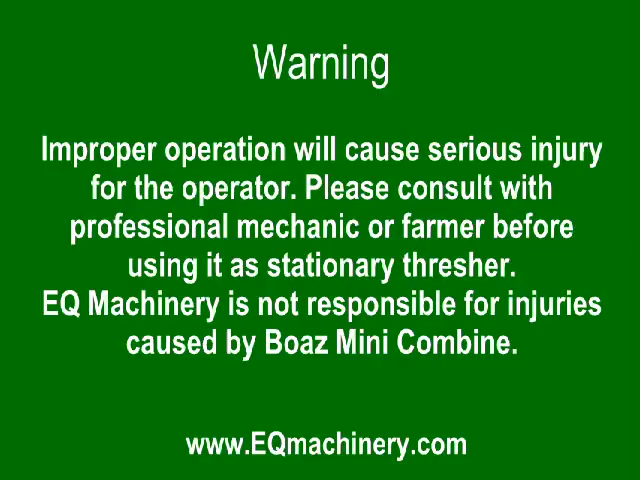 Warning
Improper operation will cause serious injury
for the operator. Please consult with
professional mechanic or farmer before
using it as stationary thresher.
EQ Machinery is not responsible for injuries
caused by Boaz Mini Combine.
www.EQmachinery.com